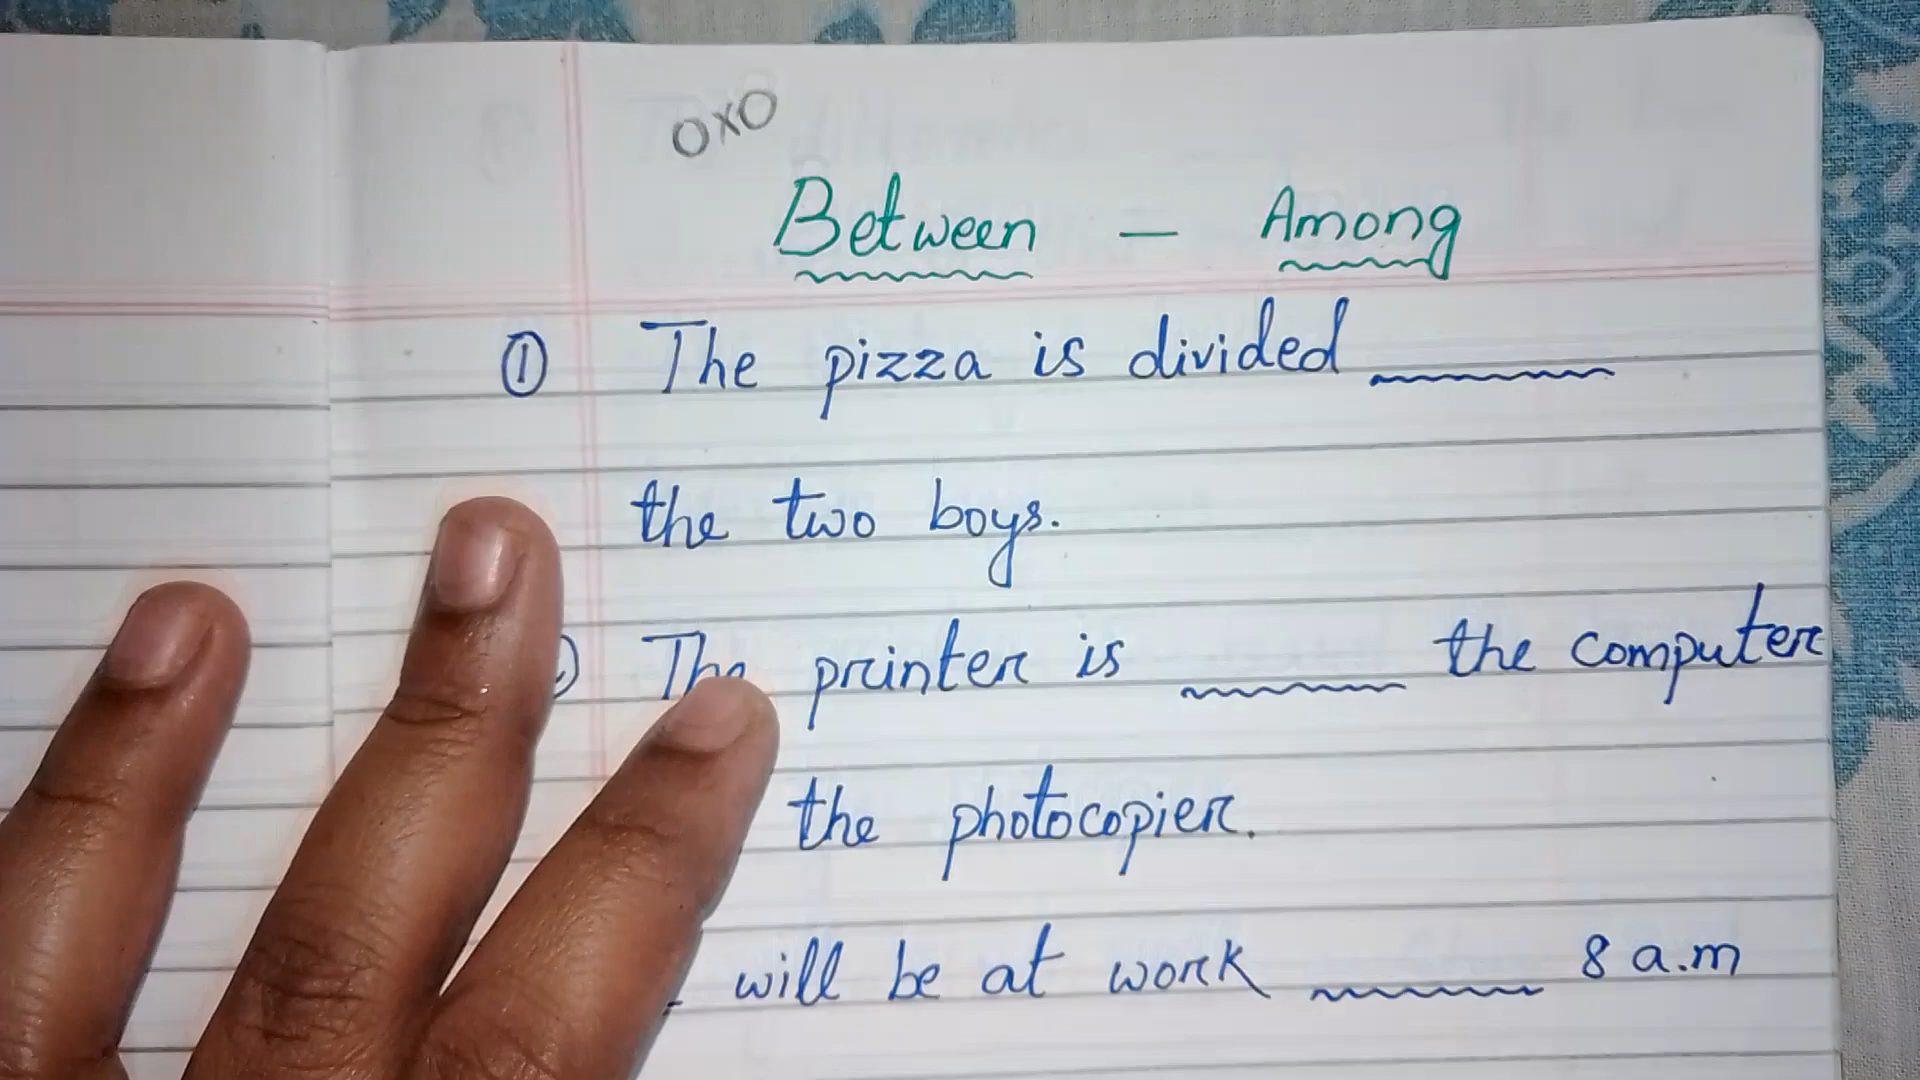 OXO
Between - Among
① The pizza is divided ______
the two boys.
The printer is ______ the computer
the photocopier.
will be at work ______ 8 a.m